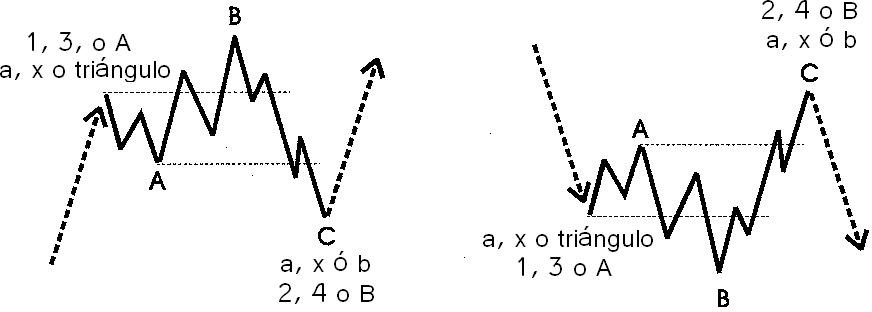 B
1, 3, o A
a, x o triángulo
A
C
a, x ó b
2, 4 o B
2, 4 o B
a, x ó b
C
A
a, x o triángulo
1, 3 o A
B